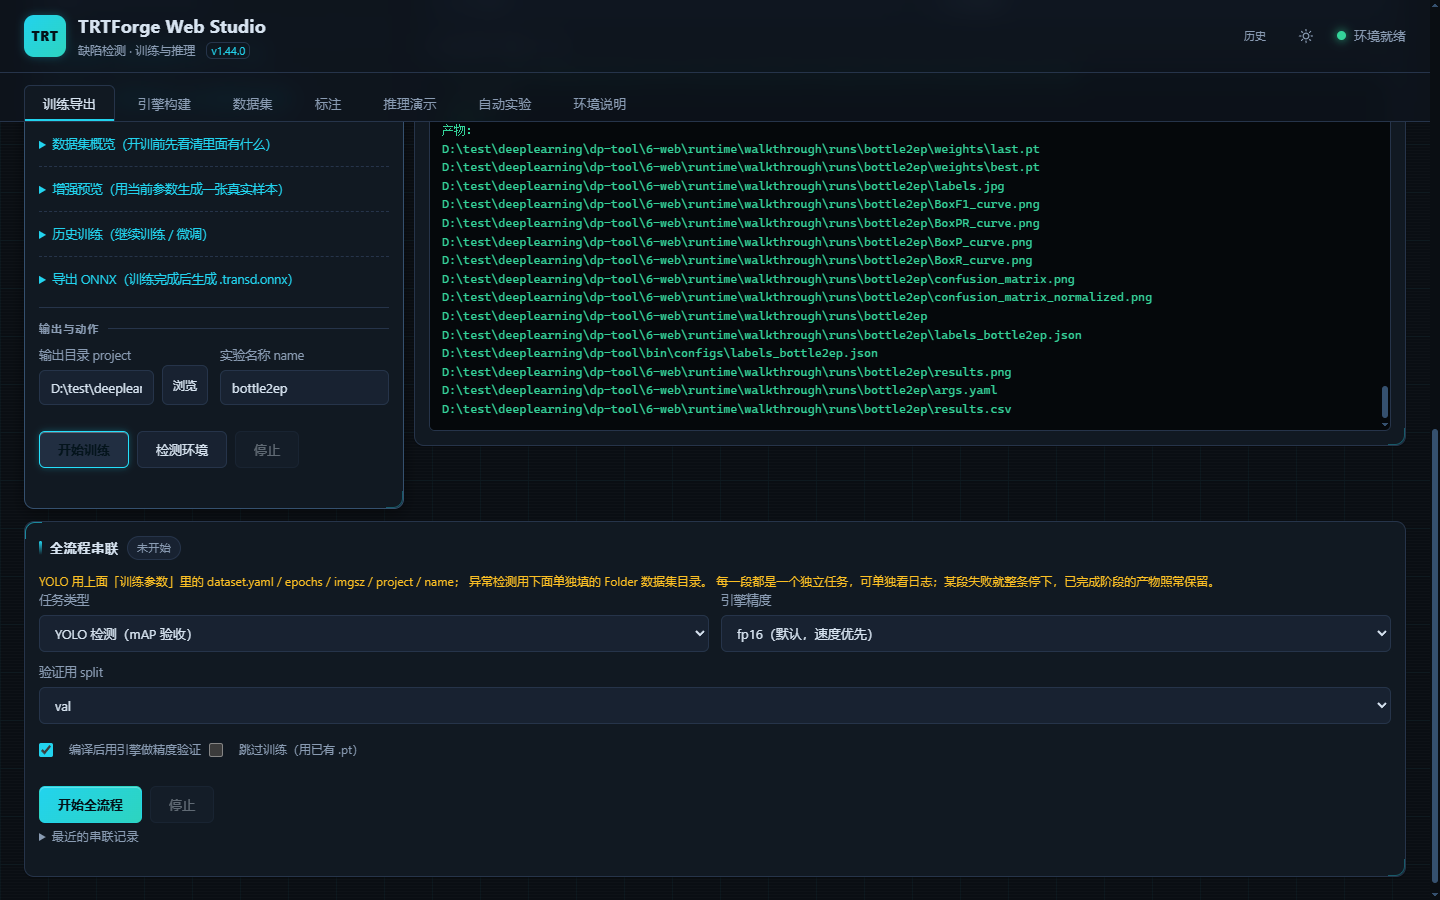 TRT
TRTForge Web Studio
缺陷检测 · 训练与推理 v1.44.0
历史
环境就绪
训练导出
引擎构建
数据集
标注
推理演示
自动实验
环境说明
数据集概览（开训前先看清里面有什么）
增强预览（用当前参数生成一张真实样本）
历史训练（继续训练 / 微调）
导出 ONNX（训练完成后生成 .transd.onnx）
输出与动作
输出目录 project
实验名称 name
D:\test\deeplear
浏览
bottle2ep
开始训练
检测环境
停止
产物:
D:\test\deeplearning\dp-tool\6-web\runtime\walkthrough\runs\bottle2ep\weights\last.pt
D:\test\deeplearning\dp-tool\6-web\runtime\walkthrough\runs\bottle2ep\weights\best.pt
D:\test\deeplearning\dp-tool\6-web\runtime\walkthrough\runs\bottle2ep\labels.jpg
D:\test\deeplearning\dp-tool\6-web\runtime\walkthrough\runs\bottle2ep\BoxF1_curve.png
D:\test\deeplearning\dp-tool\6-web\runtime\walkthrough\runs\bottle2ep\BoxPR_curve.png
D:\test\deeplearning\dp-tool\6-web\runtime\walkthrough\runs\bottle2ep\BoxP_curve.png
D:\test\deeplearning\dp-tool\6-web\runtime\walkthrough\runs\bottle2ep\BoxR_curve.png
D:\test\deeplearning\dp-tool\6-web\runtime\walkthrough\runs\bottle2ep\confusion_matrix.png
D:\test\deeplearning\dp-tool\6-web\runtime\walkthrough\runs\bottle2ep\confusion_matrix_normalized.png
D:\test\deeplearning\dp-tool\6-web\runtime\walkthrough\runs\bottle2ep
D:\test\deeplearning\dp-tool\6-web\runtime\walkthrough\runs\bottle2ep\labels_bottle2ep.json
D:\test\deeplearning\dp-tool\bin\configs\labels_bottle2ep.json
D:\test\deeplearning\dp-tool\6-web\runtime\walkthrough\runs\bottle2ep\results.png
D:\test\deeplearning\dp-tool\6-web\runtime\walkthrough\runs\bottle2ep\args.yaml
D:\test\deeplearning\dp-tool\6-web\runtime\walkthrough\runs\bottle2ep\results.csv
全流程串联 未开始
YOLO 用上面「训练参数」里的 dataset.yaml / epochs / imgsz / project / name； 异常检测用下面单独填的 Folder 数据集目录。 每一段都是一个独立任务，可单独看日志；某段失败就整条停下，已完成阶段的产物照常保留。
任务类型
引擎精度
YOLO 检测（mAP 验收）
fp16（默认，速度优先）
验证用 split
val
编译后用引擎做精度验证
跳过训练（用已有 .pt）
开始全流程
停止
最近的串联记录